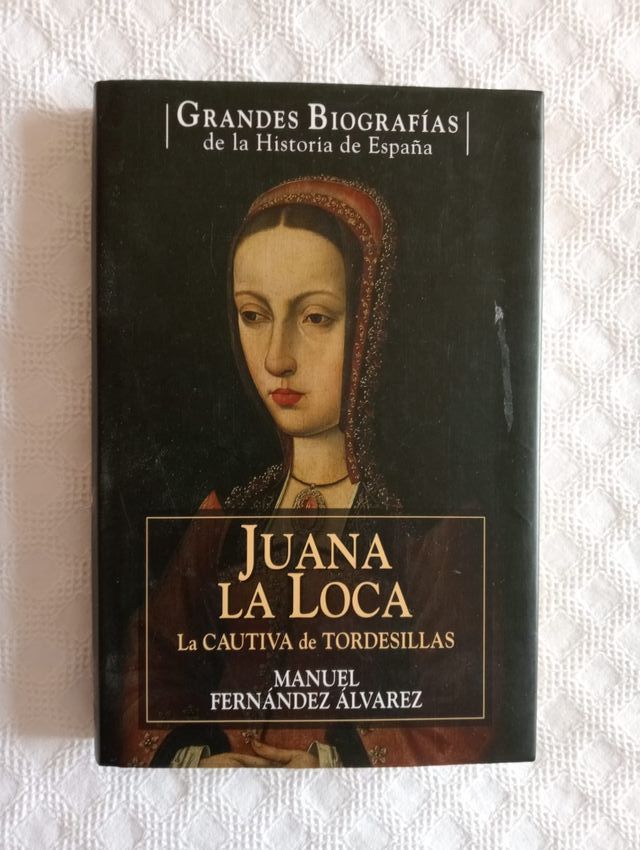 GRANDES BIOGRAFÍAS
de la Historia de España
JUANA
LA LOCA
LA CAUTIVA de TORDESILLAS
MANUEL
FERNÁNDEZ ÁLVAREZ